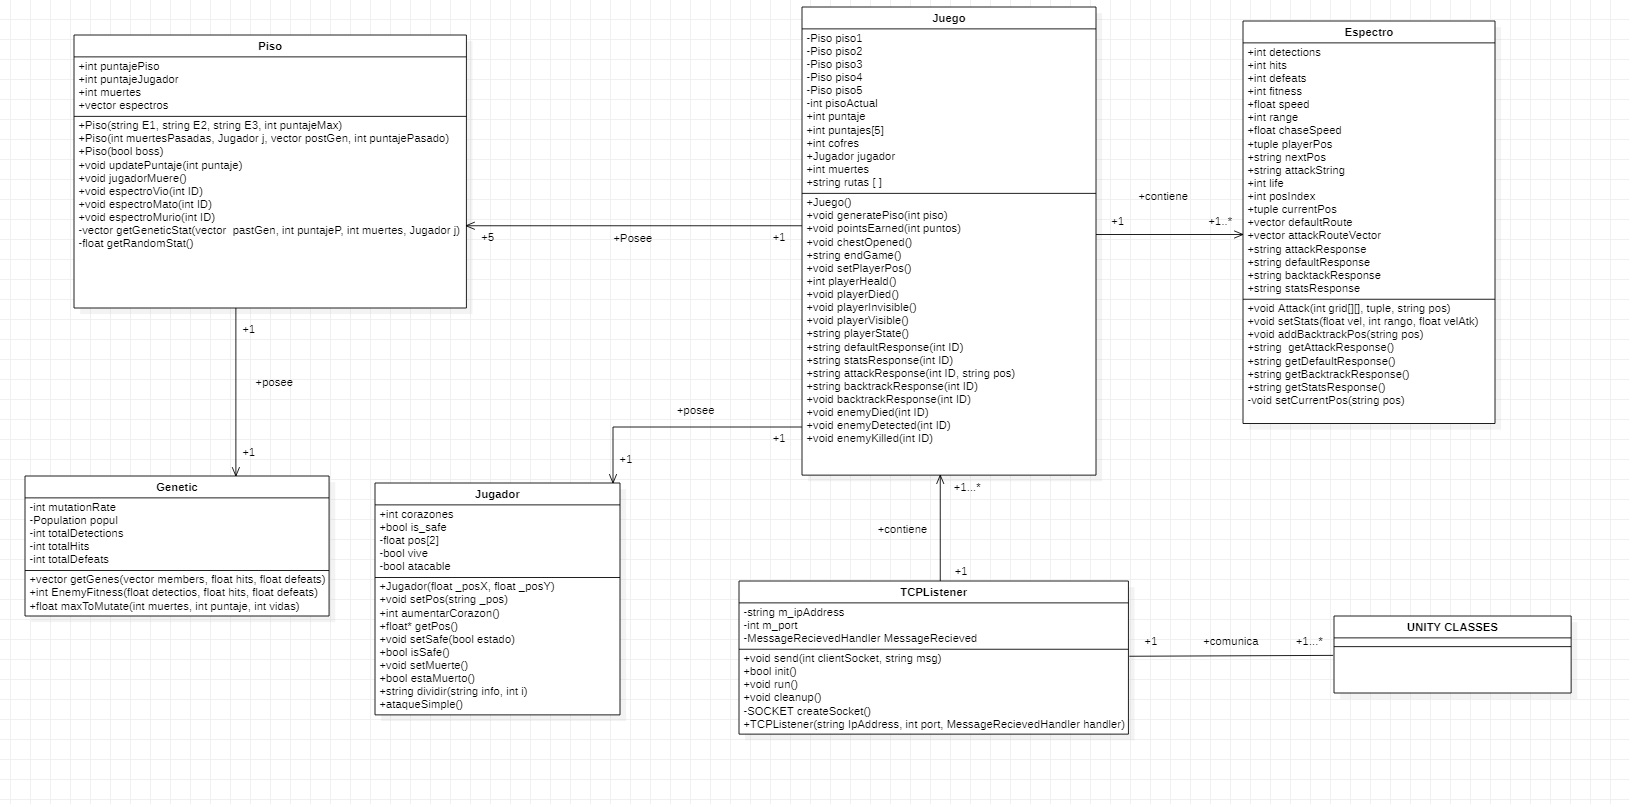 Piso
+int puntajePiso
+int puntajeJugador
+int muertes
+vector espectros
+Piso(string E1, string E2, string E3, int puntajeMax)
+Piso(int muertesPasadas, Jugador j, vector postGen, int puntajePasado)
+Piso(bool boss)
+void updatePuntaje(int puntaje)
+void jugadorMuere()
+void espectroVio(int ID)
+void espectroMato(int ID)
+void espectroMurio(int ID)
-vector getGeneticStat(vector  pastGen, int puntajeP, int muertes, Jugador j)
-float getRandomStat()
Juego
-Piso piso1
-Piso piso2
-Piso piso3
-Piso piso4
-Piso piso5
-int pisoActual
+int puntaje
+int puntajes[5]
+int cofres
+Jugador jugador
+int muertes
+string rutas [ ]
+Juego()
+void generatePiso(int piso)
+void pointsEarned(int puntos)
+void chestOpened()
+string endGame()
+void setPlayerPos()
+int playerHeald()
+void playerDied()
+void playerInvisible()
+void playerVisible()
+string playerState()
+string defaultResponse(int ID)
+string statsResponse(int ID)
+string attackResponse(int ID, string pos)
+string backtrackResponse(int ID)
+void backtrackResponse(int ID)
+void enemyDied(int ID)
+void enemyDetected(int ID)
+void enemyKilled(int ID)
Espectro
+int detections
+int hits
+int defeats
+int fitness
+float speed
+int range
+float chaseSpeed
+tuple playerPos
+string nextPos
+string attackString
+int life
+int posIndex
+tuple currentPos
+vector defaultRoute
+vector attackRouteVector
+string attackResponse
+string defaultResponse
+string backtackResponse
+string statsResponse
+void Attack(int grid[][], tuple, string pos)
+void setStats(float vel, int rango, float velAtk)
+void addBacktrackPos(string pos)
+string  getAttackResponse()
+string getDefaultResponse()
+string getBacktrackResponse()
+string getStatsResponse()
-void setCurrentPos(string pos)
+contiene
+1
+1..*
+5
+Posee
+1
+1
+posee
+1
+posee
+1
+1
Genetic
-int mutationRate
-Population popul
-int totalDetections
-int totalHits
-int totalDefeats
+vector getGenes(vector members, float hits, float defeats)
+int EnemyFitness(float detectios, float hits, float defeats)
+float maxToMutate(int muertes, int puntaje, int vidas)
Jugador
+int corazones
+bool is_safe
-float pos[2]
-bool vive
-bool atacable
+Jugador(float _posX, float _posY)
+void setPos(string _pos)
+int aumentarCorazon()
+float* getPos()
+void setSafe(bool estado)
+bool isSafe()
+void setMuerte()
+bool estaMuerto()
+string dividir(string info, int i)
+ataqueSimple()
+1...*
+contiene
+1
TCPListener
-string m_ipAddress
-int m_port
-MessageRecievedHandler MessageRecieved
+void send(int clientSocket, string msg)
+bool init()
+void run()
+void cleanup()
-SOCKET createSocket()
+TCPListener(string IpAddress, int port, MessageRecievedHandler handler)
+1
+comunica
+1...*
UNITY CLASSES